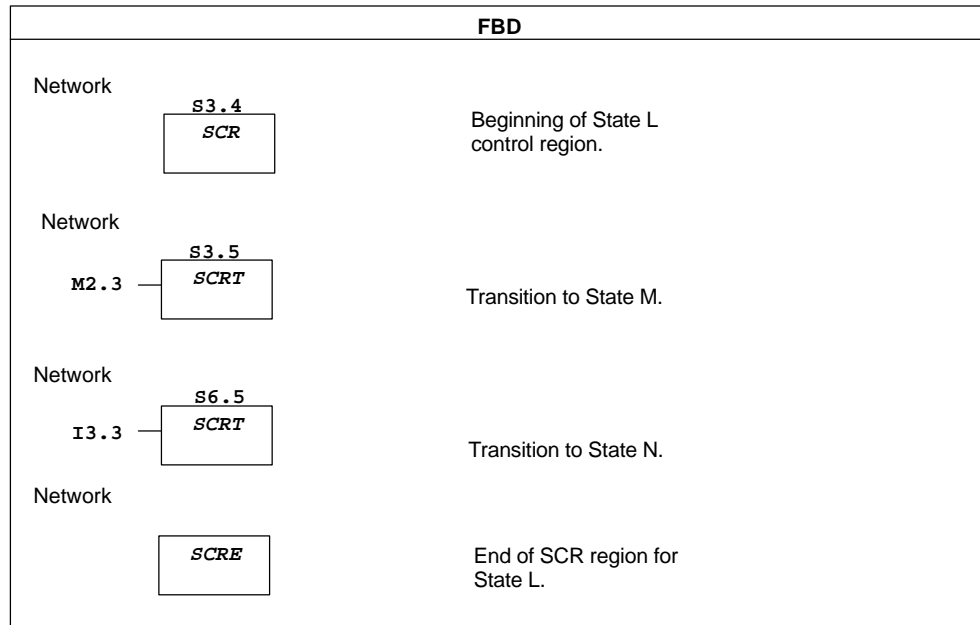 FBD
Network
S3.4
SCR
Beginning of State L
control region.
Network
S3.5
SCRT
M2.3
Transition to State M.
Network
S6.5
SCRT
I3.3
Transition to State N.
Network
SCRE
End of SCR region for
State L.